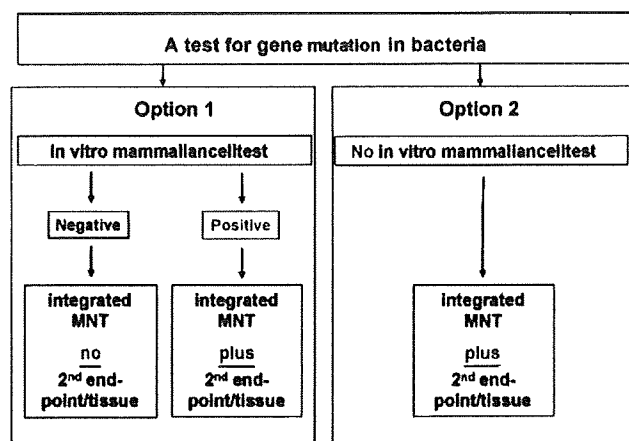 A test for gene mutation in bacteria
Option 1
In vitro mammaliancelltest
Negative
Positive
integrated
MNT
no
2nd end-
point/tissue
integrated
MNT
plus
2nd end-
point/tissue
Option 2
No in vitro mammaliancelltest
integrated
MNT
plus
2nd end-
point/tissue